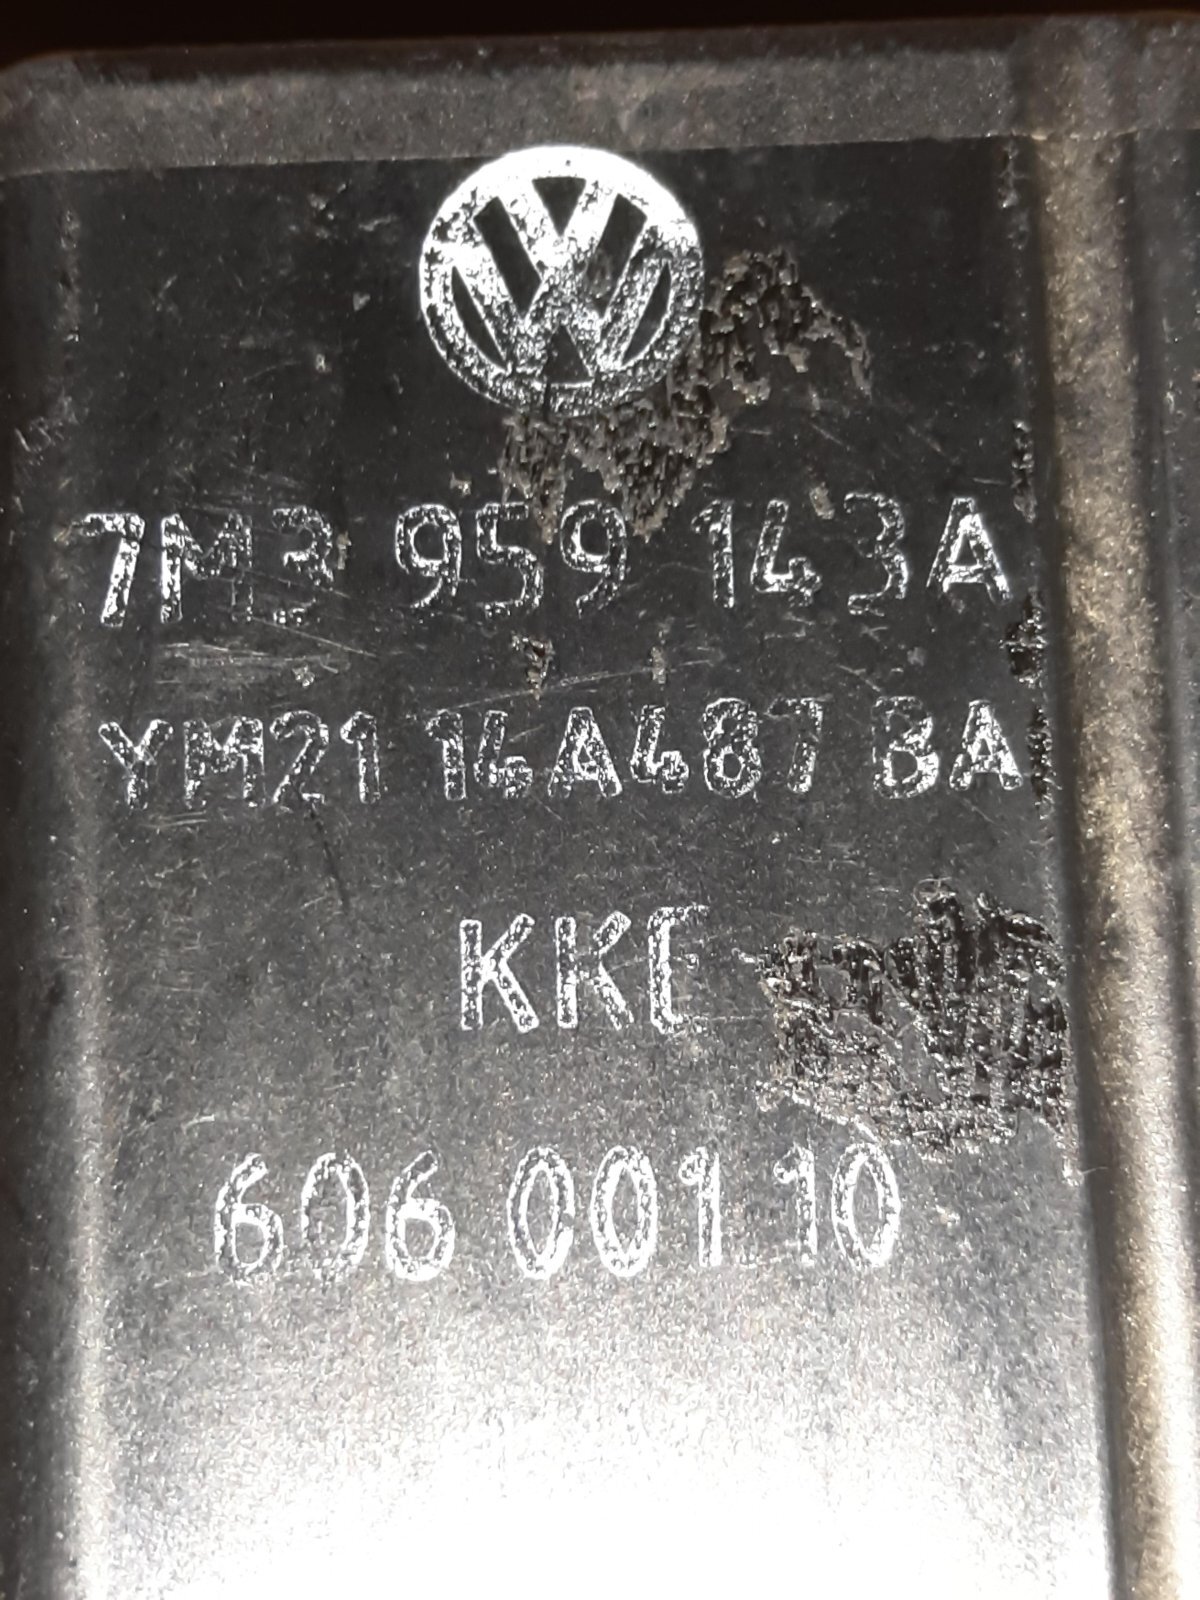 7M3 959 143A
YM21 14A487 BA
KKE
606 001 10